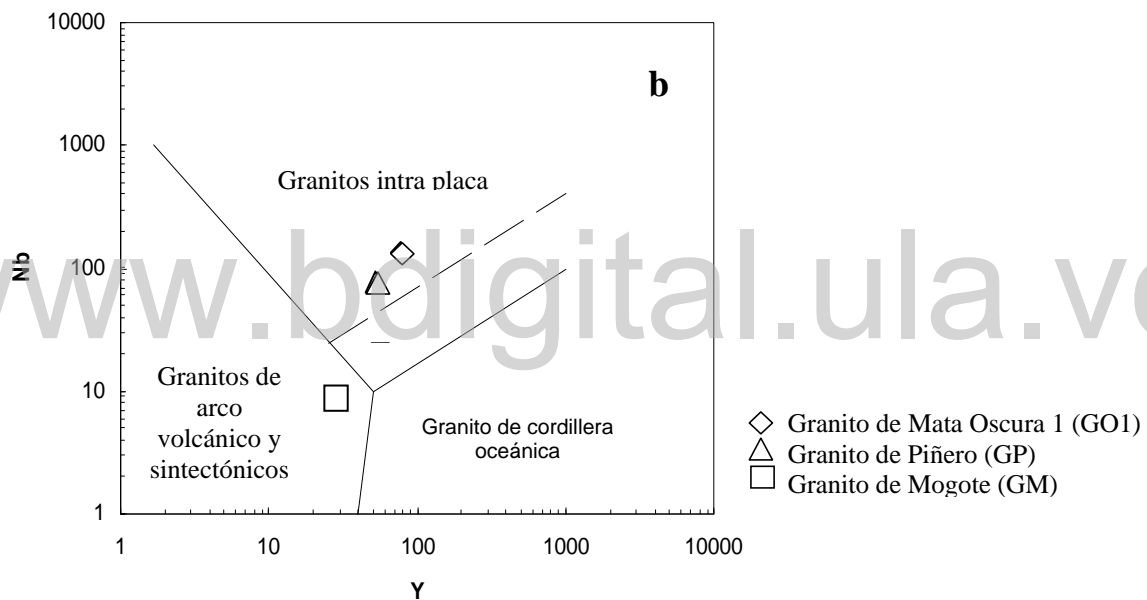 10000
b
1000
Granitos intra placa
Nb
100
www.bdigital.ula.ve
10
Granitos de
arco
volcánico y
sintectónicos
Granito de cordillera
oceánica
1
1 10 100 1000 10000
Y
Granito de Mata Oscura 1 (GO1)
Granito de Piñero (GP)
Granito de Mogote (GM)